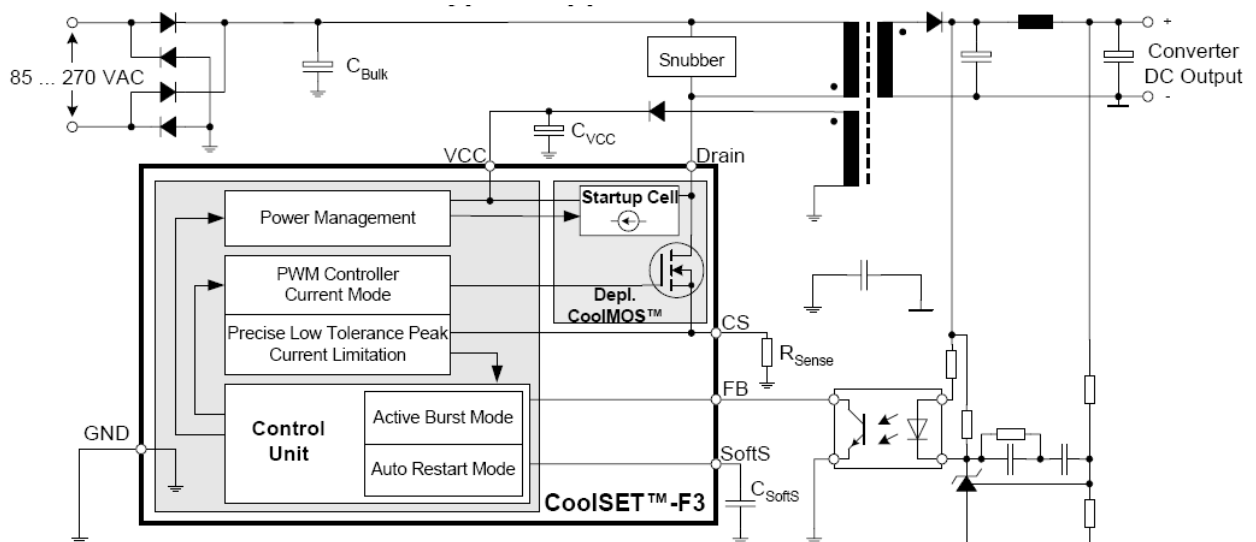 +
85 ... 270 VAC
CBulk
Snubber
Converter
DC Output
-
CVCC
VCC
Drain
Power Management
Startup Cell
PWM Controller
Current Mode
Depl.
CoolMOS™
Precise Low Tolerance Peak
Current Limitation
CS
RSense
FB
Control
Unit
Active Burst Mode
Auto Restart Mode
GND
SoftS
CSoftS
CoolSET™-F3